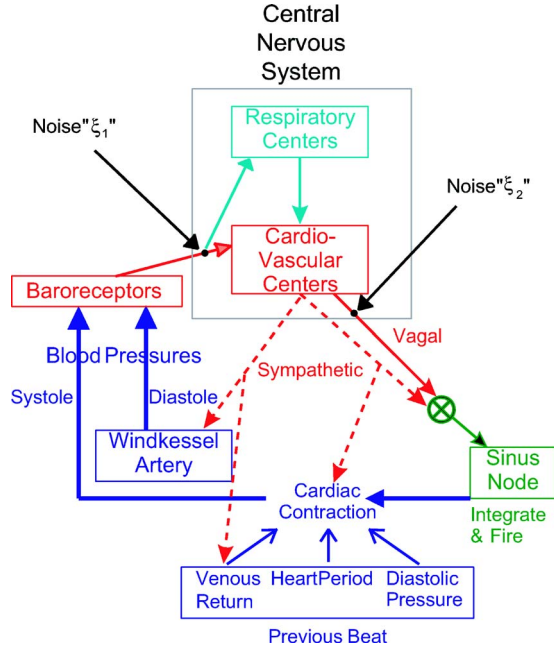 Central
Nervous
System
Noise"ξ1"
Respiratory
Centers
Noise"ξ2"
Cardio-
Vascular
Centers
Baroreceptors
Vagal
Blood Pressures
Sympathetic
Systole
Diastole
Windkessel
Artery
Sinus
Node
Cardiac
Contraction
Integrate
& Fire
Venous
Return
HeartPeriod
Diastolic
Pressure
Previous Beat